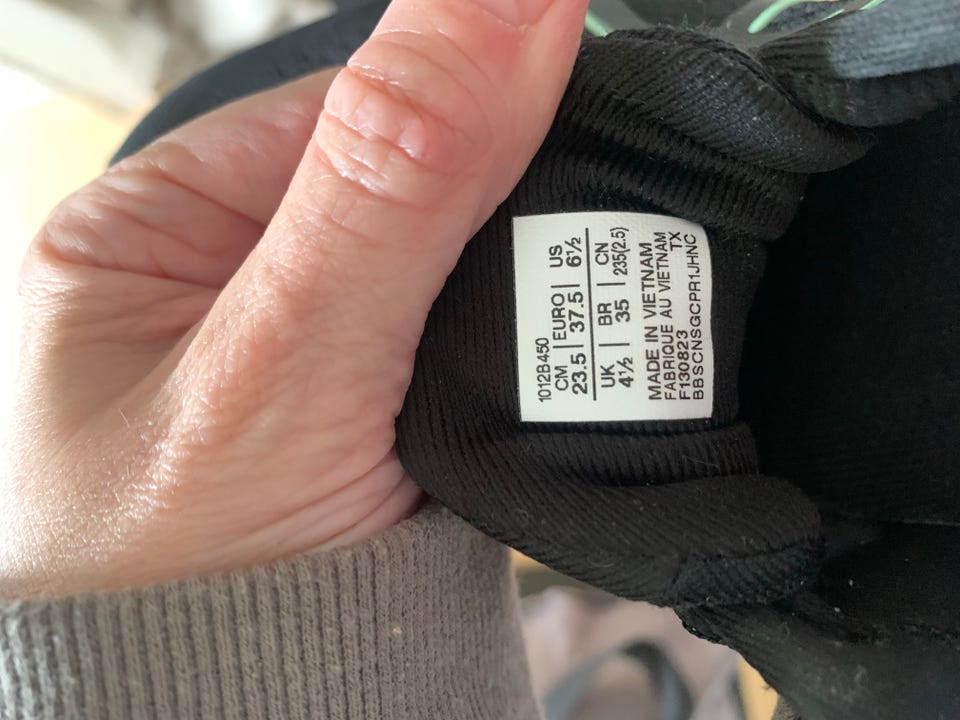 1012B450
CM | EURO | US
23.5 | 37.5 | 6½
UK | BR | CN
4½ | 35 | 235(2.5)
MADE IN VIETNAM
FABRIQUE AU VIETNAM
F130823 TX
BBSCNSGCPR1JHNC